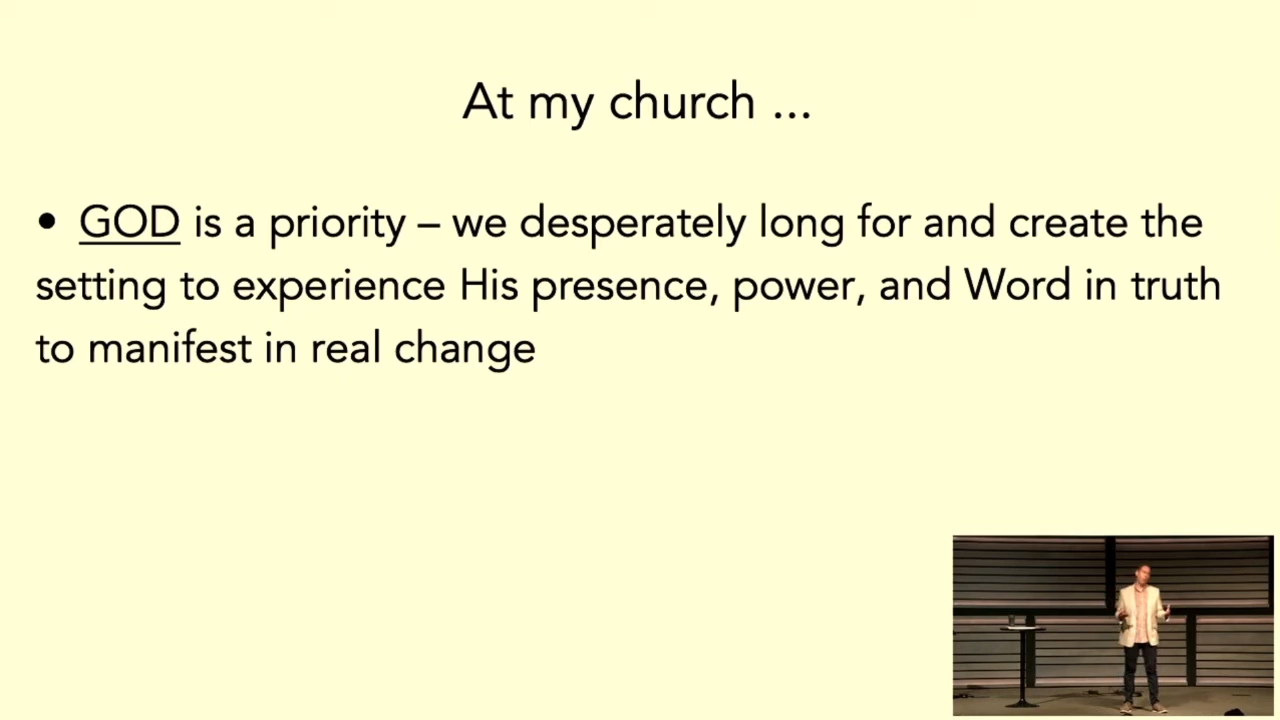 At my church ...
• GOD is a priority – we desperately long for and create the
setting to experience His presence, power, and Word in truth
to manifest in real change